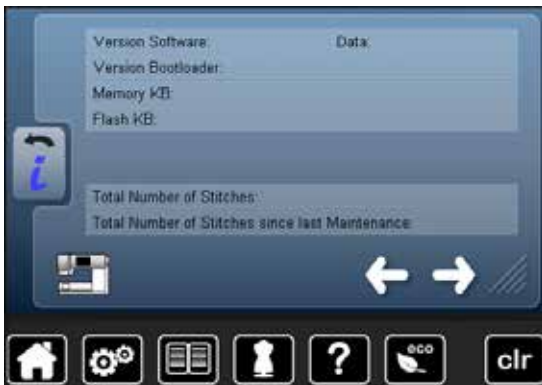 Version Software: Data:
Version Bootloader:
Memory KB:
Flash KB:
i
Total Number of Stitches:
Total Number of Stitches since last Maintenance:
? eco clr